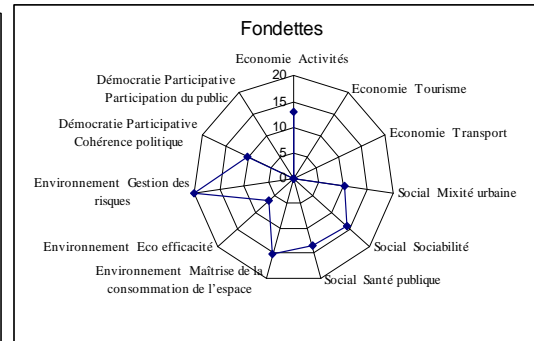 Fondettes
Economie Activités
Economie Tourisme
Economie Transport
Social Mixité urbaine
Social Sociabilité
Social Santé publique
Environnement Maîtrise de la
consommation de l'espace
Environnement Eco efficacité
Environnement Gestion des
risques
Démocratie Participative
Cohérence politique
Démocratie Participative
Participation du public
20
15
10
5
0